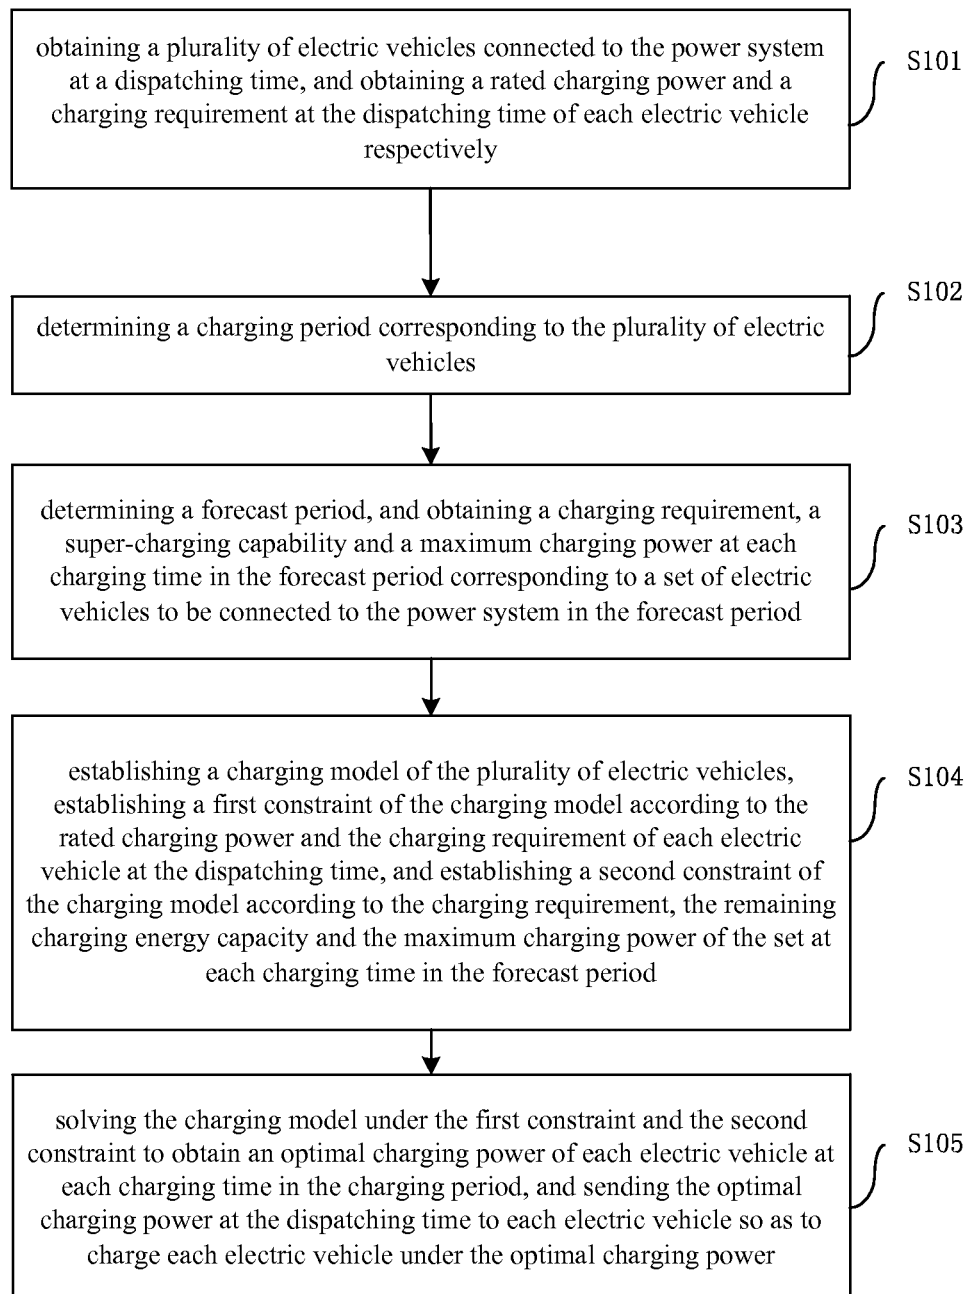 obtaining a plurality of electric vehicles connected to the power system
at a dispatching time, and obtaining a rated charging power and a
charging requirement at the dispatching time of each electric vehicle
respectively
S101
determining a charging period corresponding to the plurality of electric
vehicles
S102
determining a forecast period, and obtaining a charging requirement, a
super-charging capability and a maximum charging power at each
charging time in the forecast period corresponding to a set of electric
vehicles to be connected to the power system in the forecast period
S103
establishing a charging model of the plurality of electric vehicles,
establishing a first constraint of the charging model according to the
rated charging power and the charging requirement of each electric
vehicle at the dispatching time, and establishing a second constraint of
the charging model according to the charging requirement, the remaining
charging energy capacity and the maximum charging power of the set at
each charging time in the forecast period
S104
solving the charging model under the first constraint and the second
constraint to obtain an optimal charging power of each electric vehicle at
each charging time in the charging period, and sending the optimal
charging power at the dispatching time to each electric vehicle so as to
charge each electric vehicle under the optimal charging power
S105